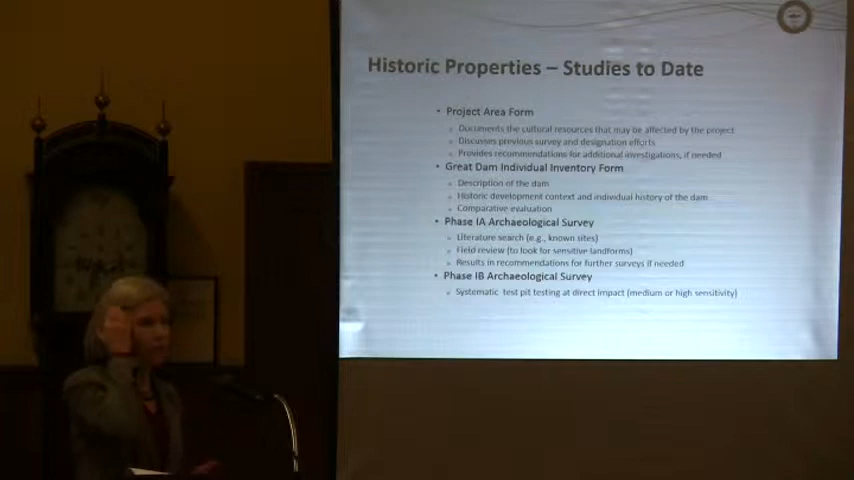 Historic Properties – Studies to Date
• Project Area Form
Documents the cultural resources that may be affected by the project
Discusses previous survey and designation efforts
Provides recommendations for additional investigations, if needed
• Great Dam Individual Inventory Form
Description of the dam
Historic development context and individual history of the dam
Comparative evaluation
• Phase IA Archaeological Survey
Literature search (e.g., known sites)
Field review (to look for sensitive landforms)
Results in recommendations for further surveys if needed
• Phase IB Archaeological Survey
Systematic test pit testing at direct impact (medium or high sensitivity)